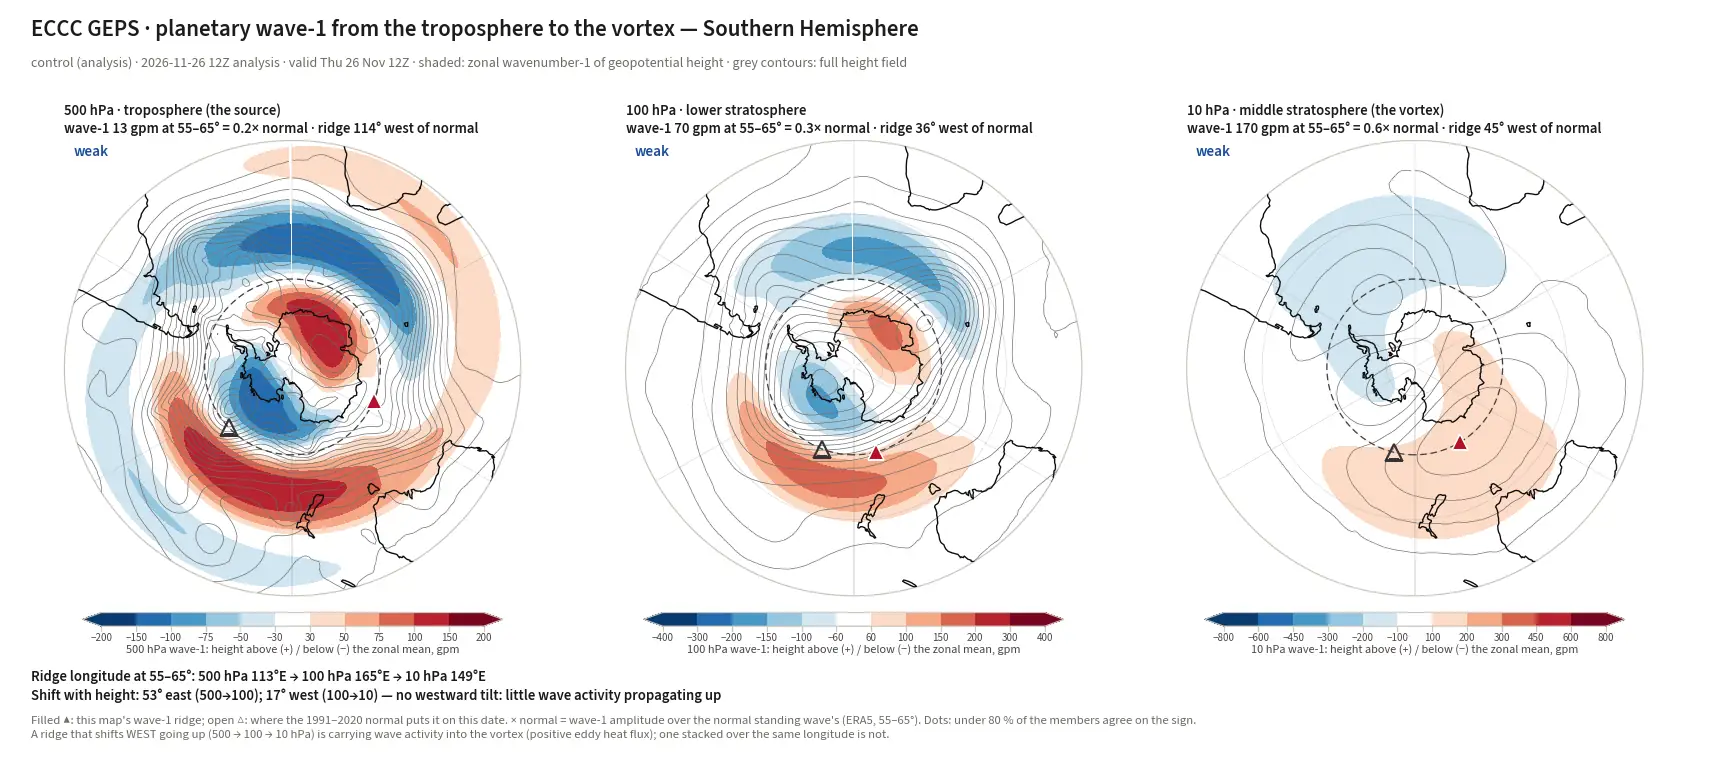 ECCC GEPS · planetary wave-1 from the troposphere to the vortex — Southern Hemisphere
control (analysis) · 2026-11-26 12Z analysis · valid Thu 26 Nov 12Z · shaded: zonal wavenumber-1 of geopotential height · grey contours: full height field
500 hPa · troposphere (the source)
wave-1 13 gpm at 55–65° = 0.2× normal · ridge 114° west of normal
weak
100 hPa · lower stratosphere
wave-1 70 gpm at 55–65° = 0.3× normal · ridge 36° west of normal
weak
10 hPa · middle stratosphere (the vortex)
wave-1 170 gpm at 55–65° = 0.6× normal · ridge 45° west of normal
weak
−200 −150 −100 −75 −50 −30 30 50 75 100 150 200
500 hPa wave-1: height above (+) / below (−) the zonal mean, gpm
−400 −300 −200 −150 −100 −60 60 100 150 200 300 400
100 hPa wave-1: height above (+) / below (−) the zonal mean, gpm
−800 −600 −450 −300 −200 −100 100 200 300 450 600 800
10 hPa wave-1: height above (+) / below (−) the zonal mean, gpm
Ridge longitude at 55–65°: 500 hPa 113°E → 100 hPa 165°E → 10 hPa 149°E
Shift with height: 53° east (500→100); 17° west (100→10) — no westward tilt: little wave activity propagating up
Filled ▲: this map's wave-1 ridge; open △: where the 1991–2020 normal puts it on this date. × normal = wave-1 amplitude over the normal standing wave's (ERA5, 55–65°). Dots: under 80 % of the members agree on the sign.
A ridge that shifts WEST going up (500 → 100 → 10 hPa) is carrying wave activity into the vortex (positive eddy heat flux); one stacked over the same longitude is not.